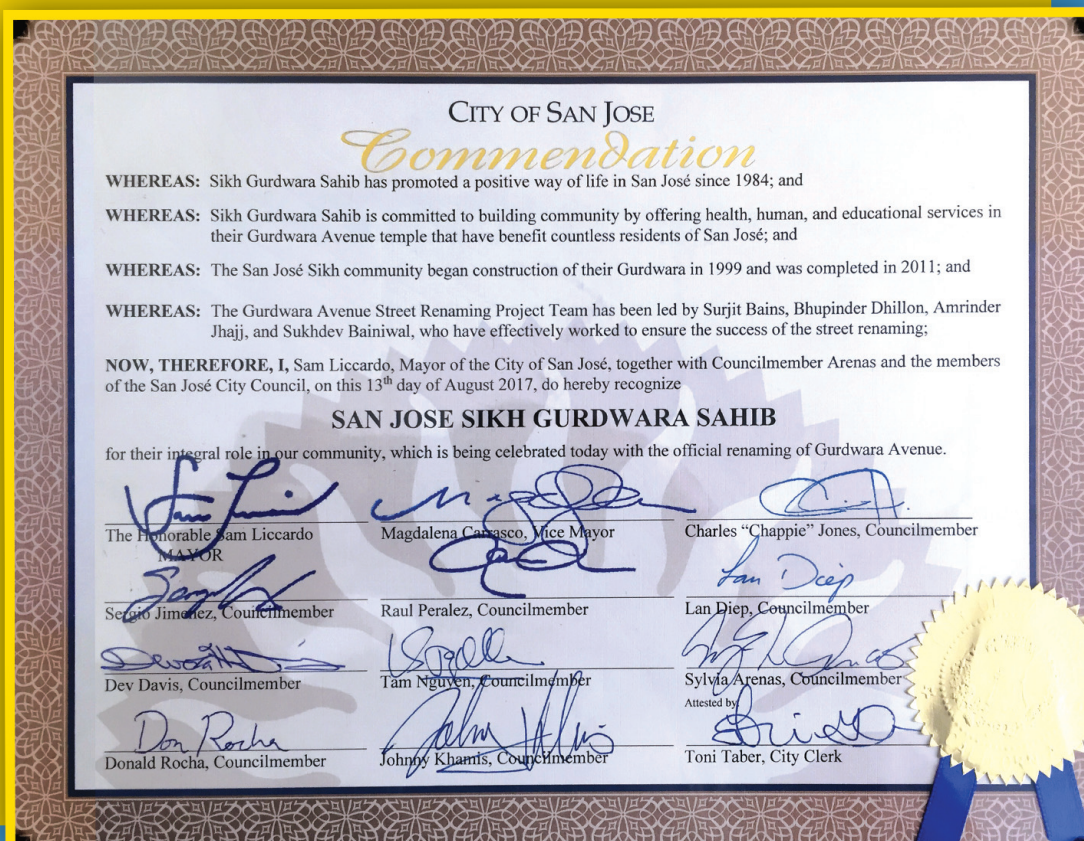 CITY OF SAN JOSE
Commendation
WHEREAS: Sikh Gurdwara Sahib has promoted a positive way of life in San José since 1984; and
WHEREAS: Sikh Gurdwara Sahib is committed to building community by offering health, human, and educational services in
their Gurdwara Avenue temple that have benefit countless residents of San José; and
WHEREAS: The San José Sikh community began construction of their Gurdwara in 1999 and was completed in 2011; and
WHEREAS: The Gurdwara Avenue Street Renaming Project Team has been led by Surjit Bains, Bhupinder Dhillon, Amrinder
Jhajj, and Sukhdev Bainiwal, who have effectively worked to ensure the success of the street renaming;
NOW, THEREFORE, I, Sam Liccardo, Mayor of the City of San José, together with Councilmember Arenas and the members
of the San José City Council, on this 13th day of August 2017, do hereby recognize
SAN JOSE SIKH GURDWARA SAHIB
for their integral role in our community, which is being celebrated today with the official renaming of Gurdwara Avenue.
The Honorable Sam Liccardo
MAYOR
Magdalena Carrasco, Vice Mayor
Charles “Chappie” Jones, Councilmember
Lan Diep
Sergio Jimenez, Councilmember
Raul Peralez, Councilmember
Lan Diep, Councilmember
Dev Davis, Councilmember
Tam Nguyen, Councilmember
Sylvia Arenas, Councilmember
Attested by
Don Rocha
Donald Rocha, Councilmember
Johnny Khamis, Councilmember
Toni Taber, City Clerk